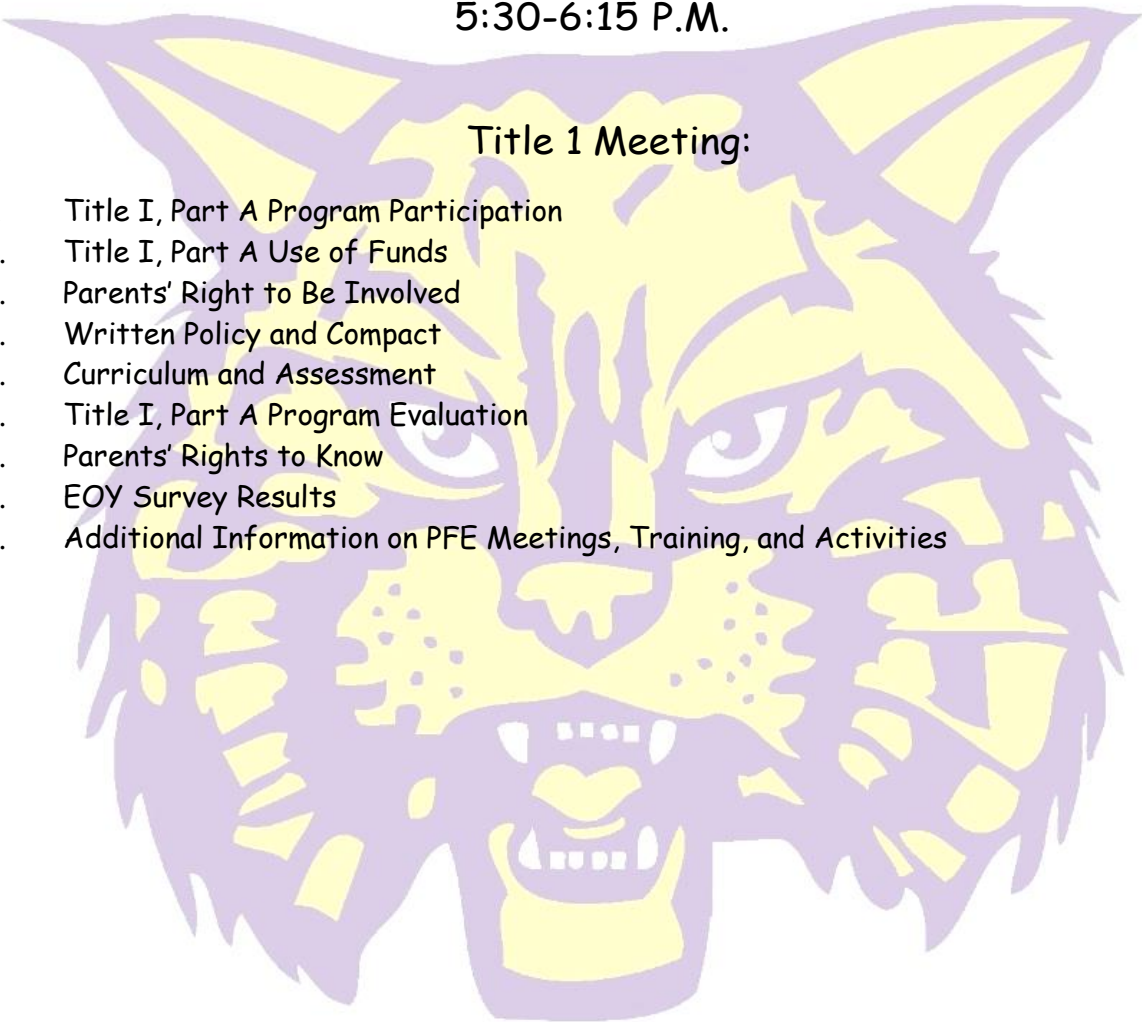 5:30-6:15 P.M.
Title 1 Meeting:
Title I, Part A Program Participation
. Title I, Part A Use of Funds
. Parents’ Right to Be Involved
. Written Policy and Compact
. Curriculum and Assessment
. Title I, Part A Program Evaluation
. Parents’ Rights to Know
. EOY Survey Results
. Additional Information on PFE Meetings, Training, and Activities